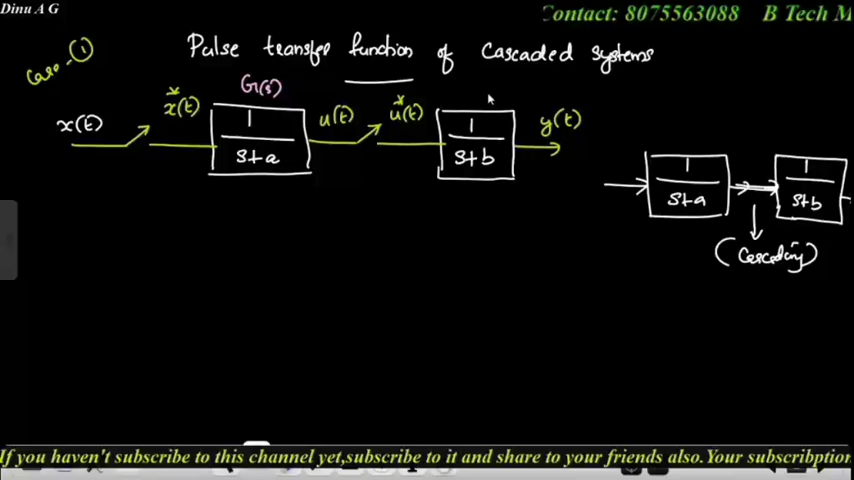 Dinu A G
Contact: 8075563088 B Tech M
Case - ①
Pulse transfer function of Cascaded Systems
G(s)
x(t)
x*(t)
1
s+a
u(t)
u*(t)
1
s+b
y(t)
1
s+a
1
s+b
(Cascading)
If you haven't subscribe to this channel yet,subscribe to it and share to your friends also.Your subscribption